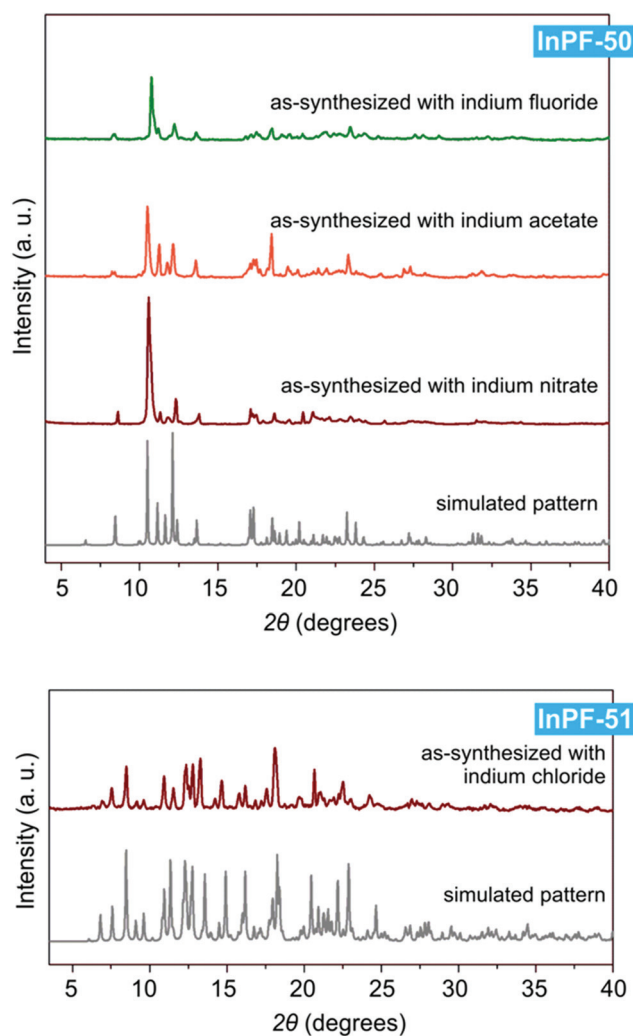 InPF-50
as-synthesized with indium fluoride
as-synthesized with indium acetate
as-synthesized with indium nitrate
simulated pattern
Intensity (a. u.)
5 10 15 20 25 30 35 40
2θ (degrees)
InPF-51
as-synthesized with
indium chloride
simulated pattern
Intensity (a. u.)
5 10 15 20 25 30 35 40
2θ (degrees)